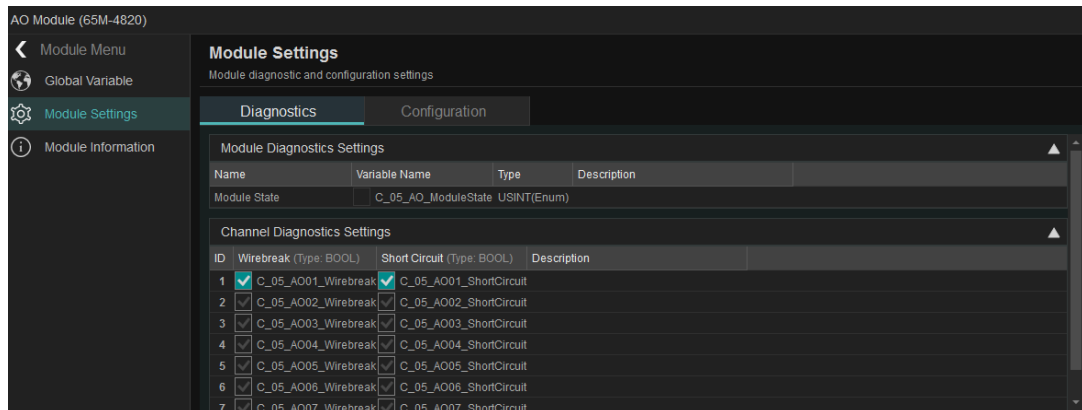 AO Module (65M-4820)
Module Menu
Global Variable
Module Settings
Module Information
Module Settings
Module diagnostic and configuration settings
Diagnostics Configuration
Module Diagnostics Settings
Name Variable Name Type Description
Module State C_05_AO_ModuleState USINT(Enum)
Channel Diagnostics Settings
ID Wirebreak (Type: BOOL) Short Circuit (Type: BOOL) Description
1 C_05_AO01_Wirebreak C_05_AO01_ShortCircuit
2 C_05_AO02_Wirebreak C_05_AO02_ShortCircuit
3 C_05_AO03_Wirebreak C_05_AO03_ShortCircuit
4 C_05_AO04_Wirebreak C_05_AO04_ShortCircuit
5 C_05_AO05_Wirebreak C_05_AO05_ShortCircuit
6 C_05_AO06_Wirebreak C_05_AO06_ShortCircuit
7 C_05_AO07_Wirebreak C_05_AO07_ShortCircuit